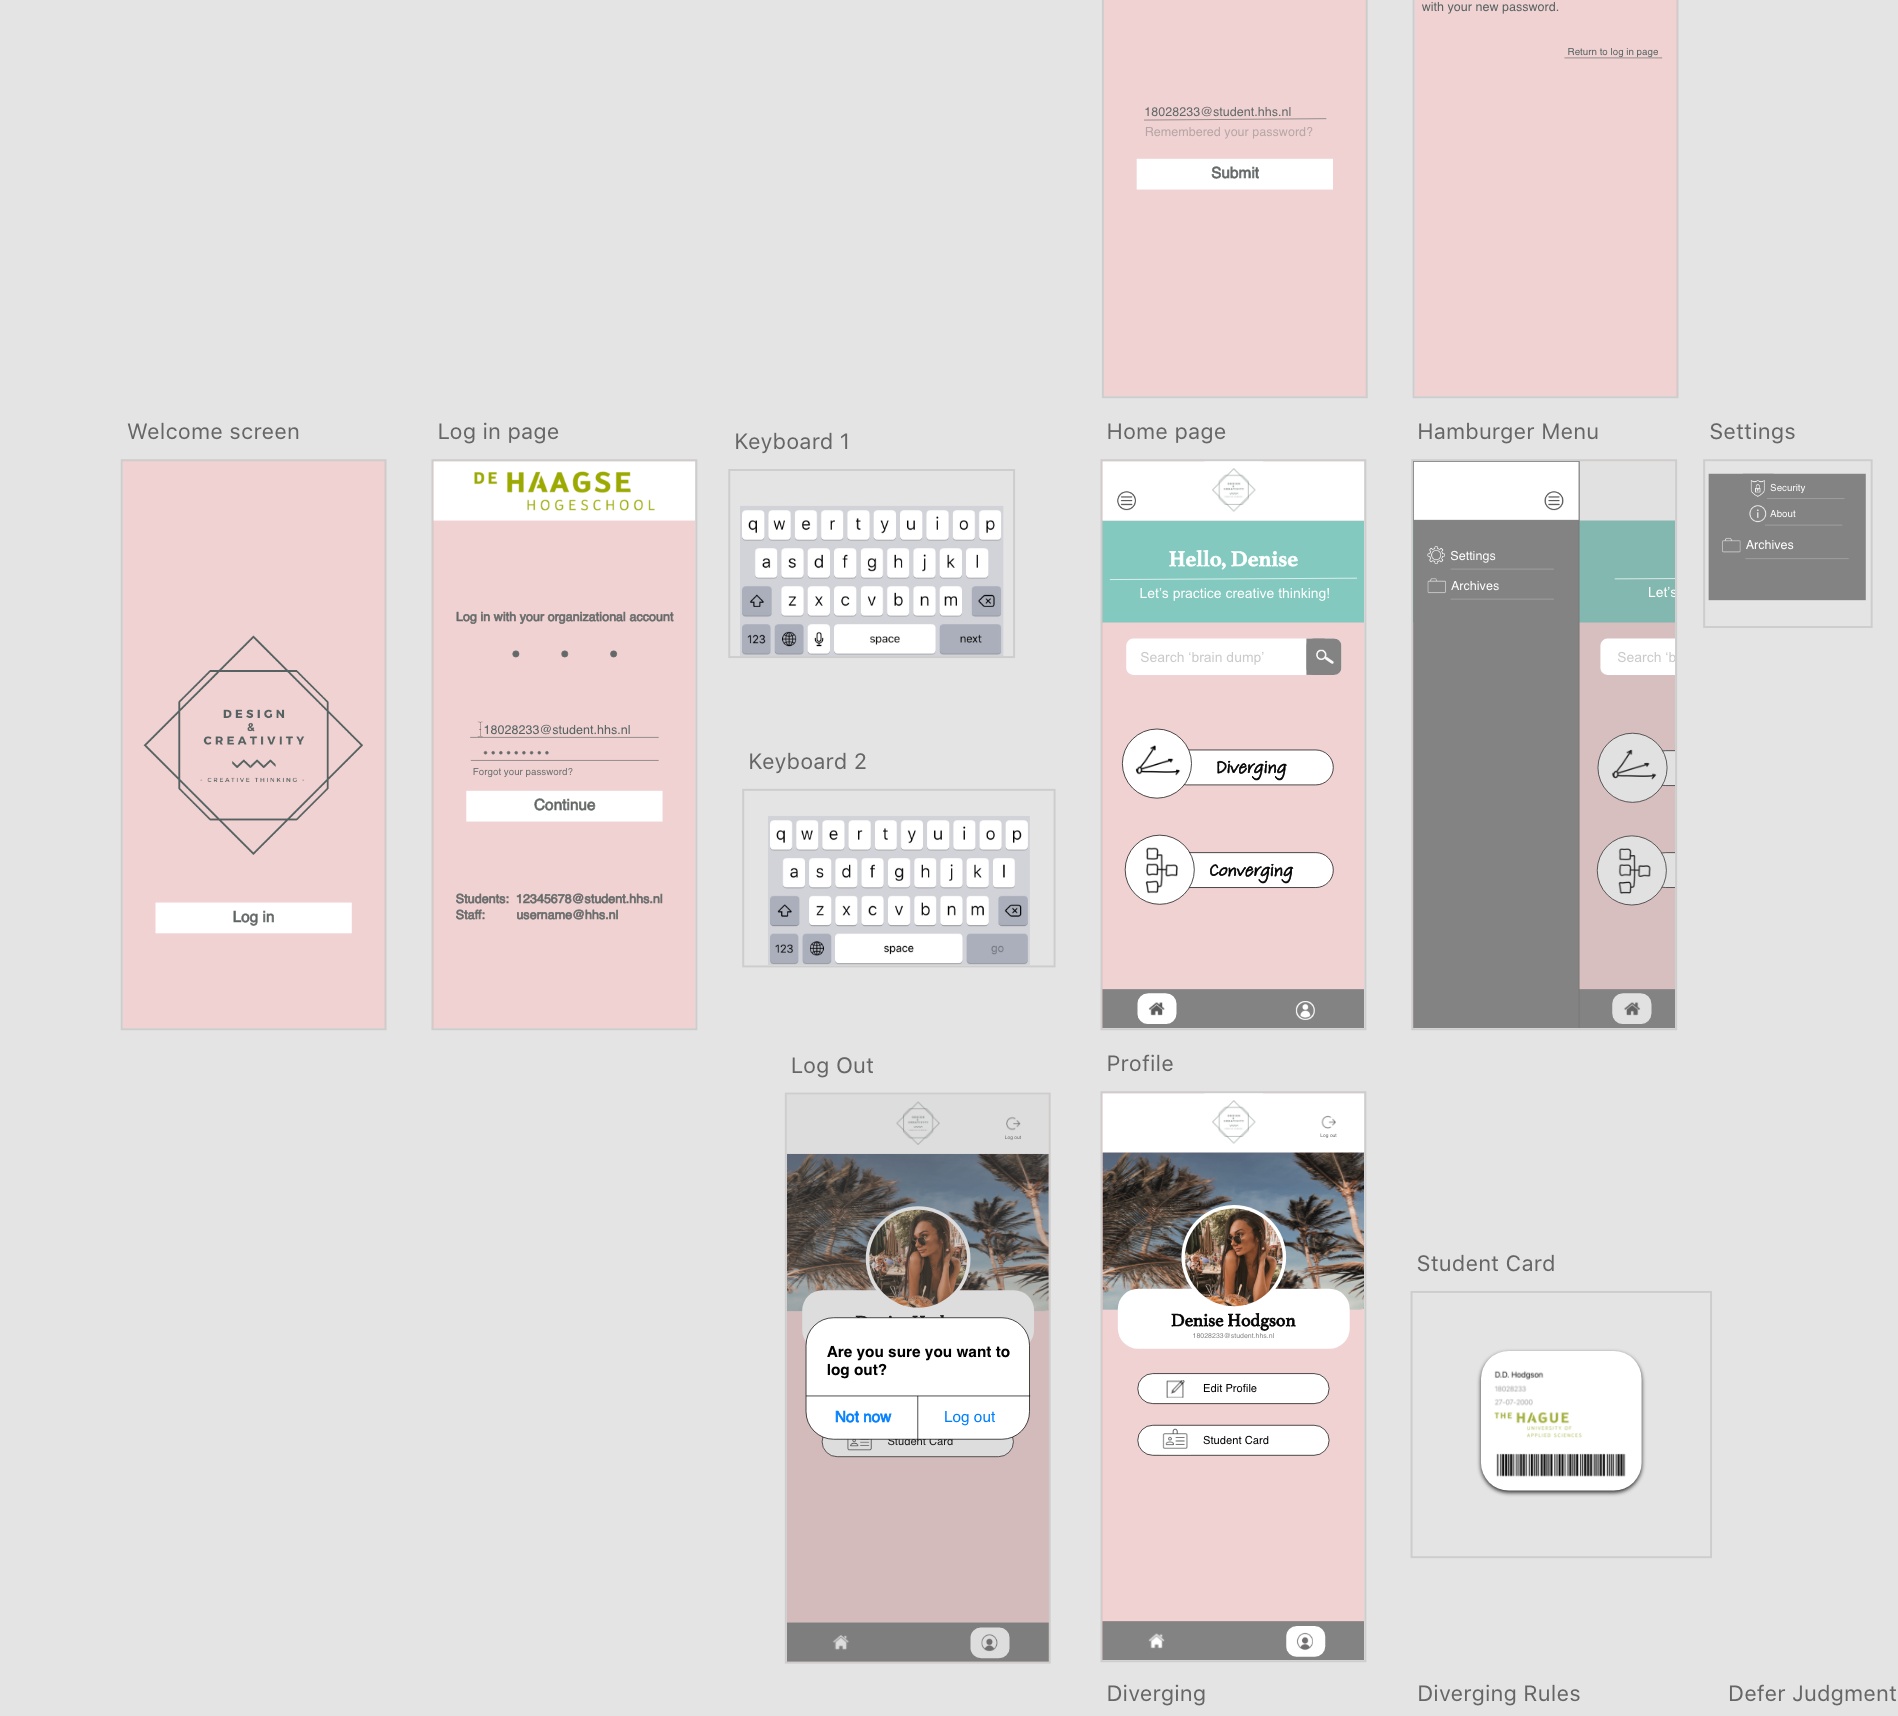 with your new password.
Return to log in page
18028233@student.hhs.nl
Remembered your password?
Submit
Welcome screen
DESIGN
&
CREATIVITY
- CREATIVE THINKING -
Log in
Log in page
DE HAAGSE
HOGESCHOOL
Log in with your organizational account
18028233@student.hhs.nl
Forgot your password?
Continue
Students: 12345678@student.hhs.nl
Staff: username@hhs.nl
Keyboard 1
q w e r t y u i o p
a s d f g h j k l
z x c v b n m
123 space next
Keyboard 2
q w e r t y u i o p
a s d f g h j k l
z x c v b n m
123 space go
Home page
Hello, Denise
Let's practice creative thinking!
Search 'brain dump'
Diverging
Converging
Hamburger Menu
Settings
Archives
Let's
Search 'b
Settings
Security
About
Archives
Log Out
Log out
Are you sure you want to
log out?
Not now Log out
Student Card
Profile
Log out
Denise Hodgson
18028233@student.hhs.nl
Edit Profile
Student Card
Student Card
D.D. Hodgson
18028233
27-07-2000
THE HAGUE
UNIVERSITY OF
APPLIED SCIENCES
Diverging
Diverging Rules
Defer Judgment